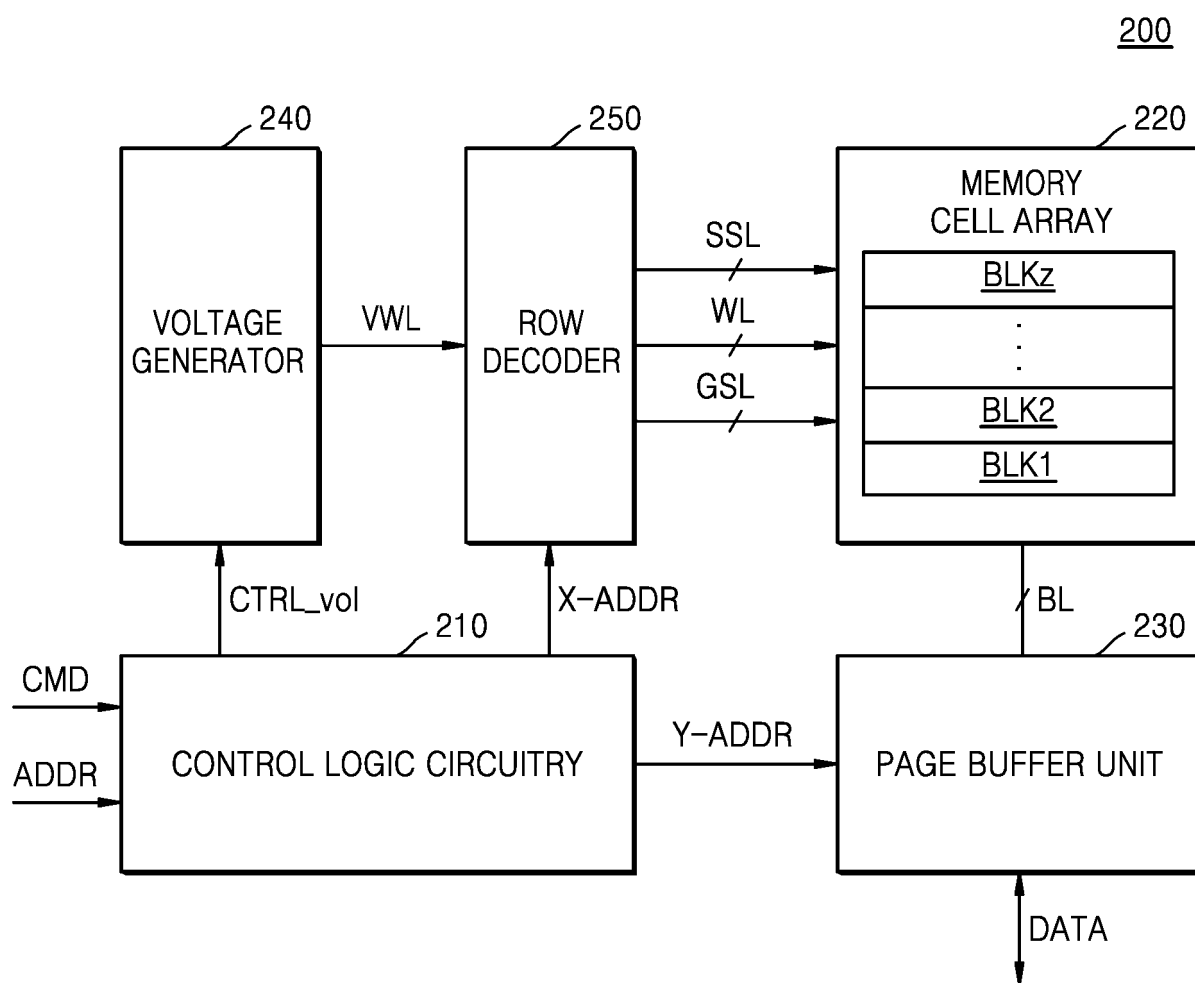 200
240
250
220
VOLTAGE
GENERATOR
VWL
ROW
DECODER
SSL
WL
GSL
MEMORY
CELL ARRAY
BLKz
⋮
BLK2
BLK1
CTRL_vol
X-ADDR
BL
210
230
CMD
ADDR
CONTROL LOGIC CIRCUITRY
Y-ADDR
PAGE BUFFER UNIT
DATA